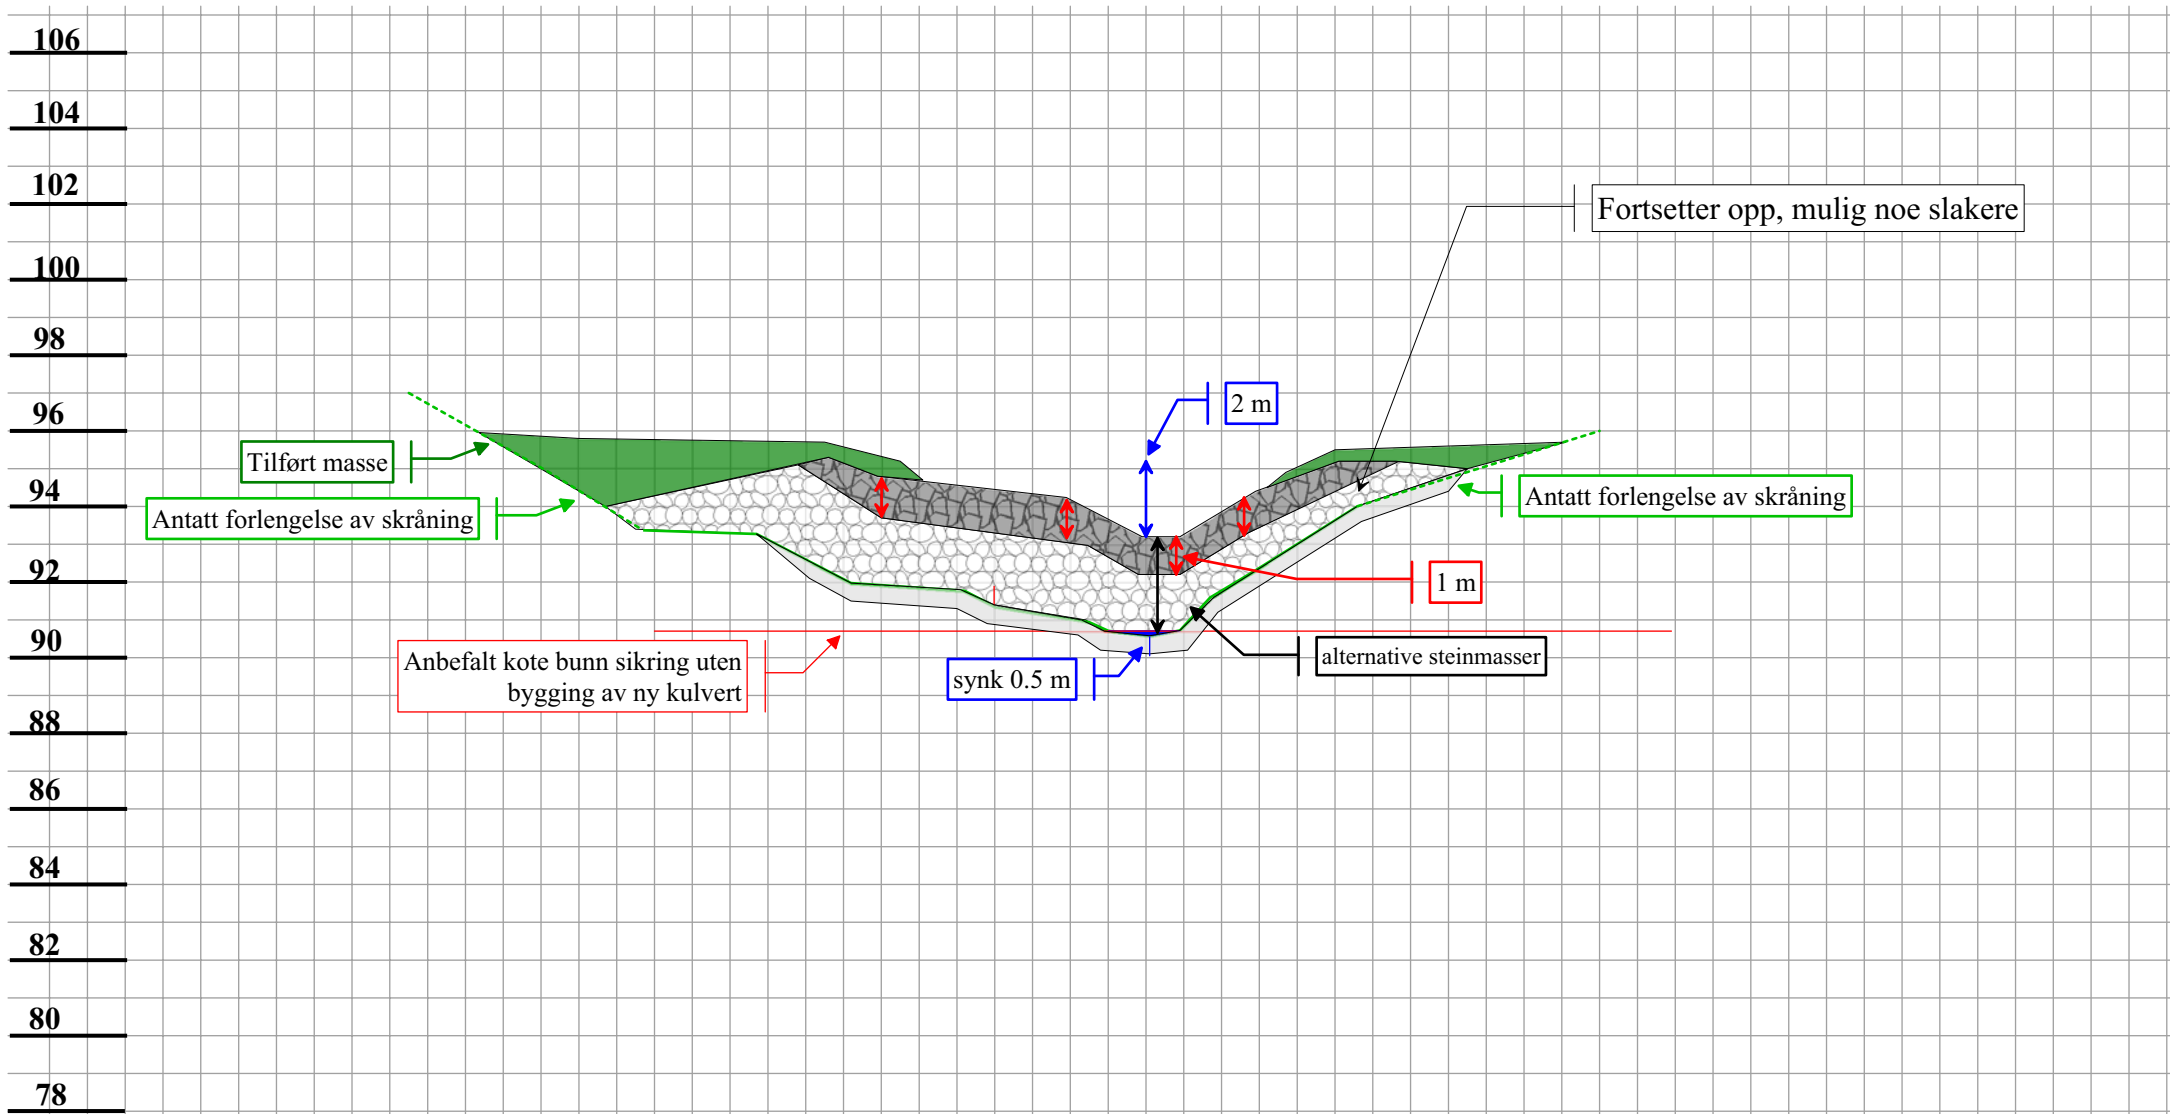 106
104
102
Fortsetter opp, mulig noe slakere
100
98
96
2 m
Tilført masse
94
Antatt forlengelse av skråning
Antatt forlengelse av skråning
92
1 m
90
Anbefalt kote bunn sikring uten
bygging av ny kulvert
synk 0.5 m
alternative steinmasser
88
86
84
82
80
78